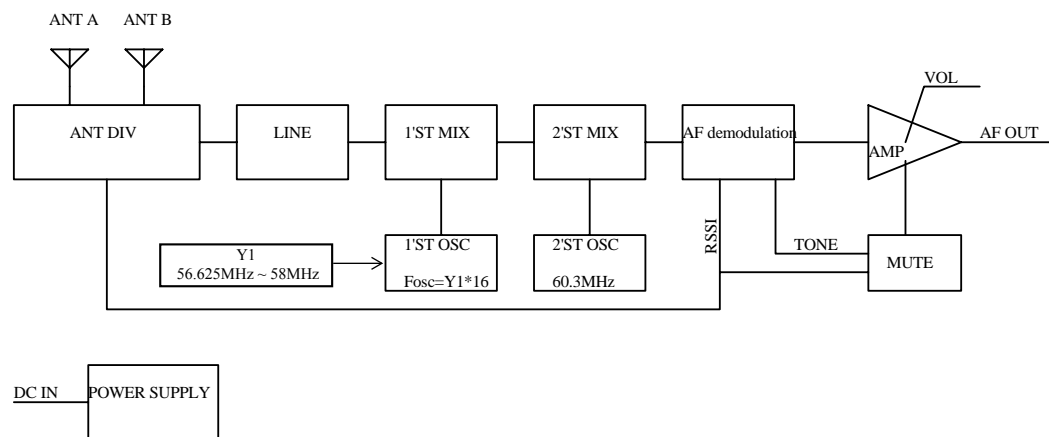 ANT A
ANT B
VOL
ANT DIV
LINE
1'ST MIX
2'ST MIX
AF demodulation
AMP
AF OUT
RSSI
TONE
MUTE
Y1
56.625MHz ~ 58MHz
1'ST OSC
Fosc=Y1*16
2'ST OSC
60.3MHz
DC IN
POWER SUPPLY